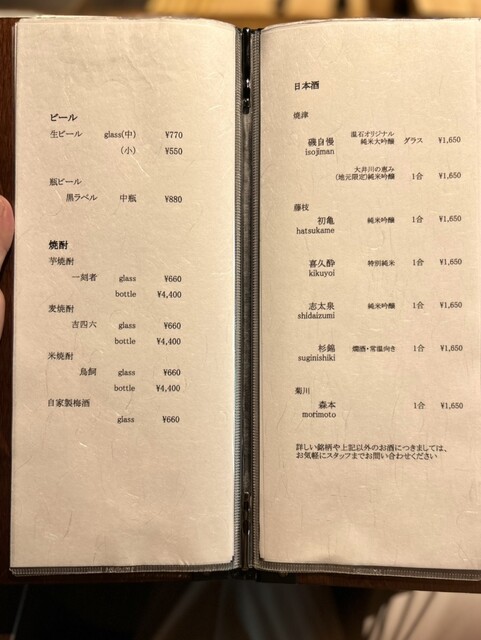 ビール
生ビール glass(中) ¥770
(小) ¥550
瓶ビール
黒ラベル 中瓶 ¥880
焼酎
芋焼酎
一刻者 glass ¥660
bottle ¥4,400
麦焼酎
吉四六 glass ¥660
bottle ¥4,400
米焼酎
鳥飼 glass ¥660
bottle ¥4,400
自家製梅酒
glass ¥660
日本酒
焼津
温石オリジナル
磯自慢 純米大吟醸 グラス ¥1,650
isojiman
大井川の恵み
(地元限定)純米吟醸 1合 ¥1,650
藤枝
初亀 純米吟醸 1合 ¥1,650
hatsukame
喜久酔 特別純米 1合 ¥1,650
kikuyoi
志太泉 純米吟醸 1合 ¥1,650
shidaizumi
杉錦 燗酒・常温向き 1合 ¥1,650
suginishiki
菊川
森本 1合 ¥1,650
morimoto
詳しい銘柄や上記以外のお酒につきましては、
お気軽にスタッフまでお問い合わせください